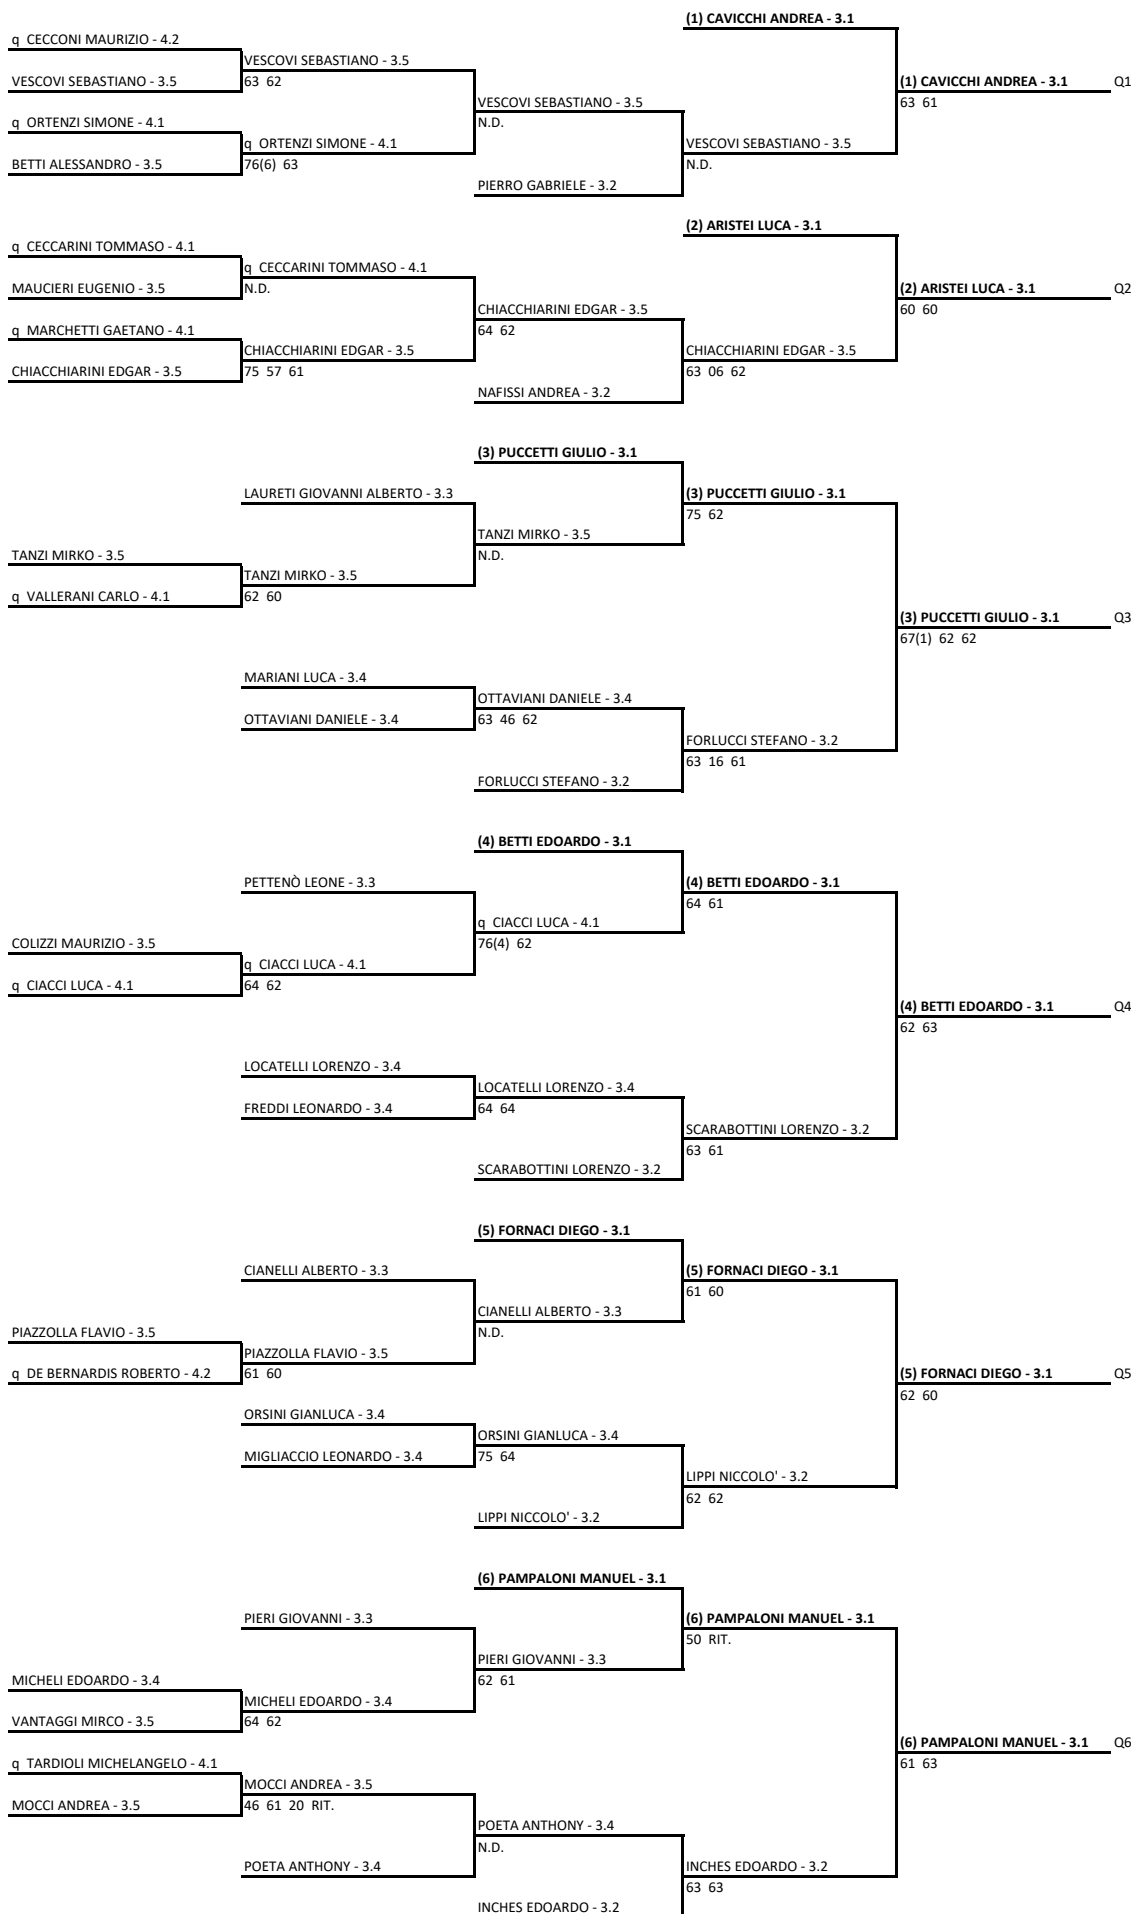 (1) CAVICCHI ANDREA - 3.1
q CECCONI MAURIZIO - 4.2
VESCOVI SEBASTIANO - 3.5
VESCOVI SEBASTIANO - 3.5
63 62
(1) CAVICCHI ANDREA - 3.1
Q1
VESCOVI SEBASTIANO - 3.5
63 61
q ORTENZI SIMONE - 4.1
N.D.
q ORTENZI SIMONE - 4.1
VESCOVI SEBASTIANO - 3.5
BETTI ALESSANDRO - 3.5
76(6) 63
N.D.
PIERRO GABRIELE - 3.2
(2) ARISTEI LUCA - 3.1
q CECCARINI TOMMASO - 4.1
q CECCARINI TOMMASO - 4.1
MAUCIERI EUGENIO - 3.5
N.D.
(2) ARISTEI LUCA - 3.1
Q2
CHIACCHIARINI EDGAR - 3.5
60 60
q MARCHETTI GAETANO - 4.1
64 62
CHIACCHIARINI EDGAR - 3.5
CHIACCHIARINI EDGAR - 3.5
CHIACCHIARINI EDGAR - 3.5
75 57 61
63 06 62
NAFISSI ANDREA - 3.2
(3) PUCCETTI GIULIO - 3.1
LAURETI GIOVANNI ALBERTO - 3.3
(3) PUCCETTI GIULIO - 3.1
75 62
TANZI MIRKO - 3.5
TANZI MIRKO - 3.5
N.D.
TANZI MIRKO - 3.5
q VALLERANI CARLO - 4.1
62 60
(3) PUCCETTI GIULIO - 3.1
Q3
67(1) 62 62
MARIANI LUCA - 3.4
OTTAVIANI DANIELE - 3.4
OTTAVIANI DANIELE - 3.4
63 46 62
FORLUCCI STEFANO - 3.2
63 16 61
FORLUCCI STEFANO - 3.2
(4) BETTI EDOARDO - 3.1
PETTENÒ LEONE - 3.3
(4) BETTI EDOARDO - 3.1
64 61
q CIACCI LUCA - 4.1
COLIZZI MAURIZIO - 3.5
76(4) 62
q CIACCI LUCA - 4.1
q CIACCI LUCA - 4.1
64 62
(4) BETTI EDOARDO - 3.1
Q4
62 63
LOCATELLI LORENZO - 3.4
LOCATELLI LORENZO - 3.4
FREDDI LEONARDO - 3.4
64 64
SCARABOTTINI LORENZO - 3.2
63 61
SCARABOTTINI LORENZO - 3.2
(5) FORNACI DIEGO - 3.1
CIANELLI ALBERTO - 3.3
(5) FORNACI DIEGO - 3.1
61 60
CIANELLI ALBERTO - 3.3
PIAZZOLLA FLAVIO - 3.5
N.D.
PIAZZOLLA FLAVIO - 3.5
q DE BERNARDIS ROBERTO - 4.2
61 60
(5) FORNACI DIEGO - 3.1
Q5
62 60
ORSINI GIANLUCA - 3.4
ORSINI GIANLUCA - 3.4
MIGLIACCIO LEONARDO - 3.4
75 64
LIPPI NICCOLO' - 3.2
62 62
LIPPI NICCOLO' - 3.2
(6) PAMPALONI MANUEL - 3.1
PIERI GIOVANNI - 3.3
(6) PAMPALONI MANUEL - 3.1
50 RIT.
PIERI GIOVANNI - 3.3
MICHELI EDOARDO - 3.4
62 61
MICHELI EDOARDO - 3.4
VANTAGGI MIRCO - 3.5
64 62
(6) PAMPALONI MANUEL - 3.1
Q6
61 63
q TARDIOLI MICHELANGELO - 4.1
MOCCI ANDREA - 3.5
MOCCI ANDREA - 3.5
46 61 20 RIT.
POETA ANTHONY - 3.4
N.D.
POETA ANTHONY - 3.4
INCHES EDOARDO - 3.2
63 63
INCHES EDOARDO - 3.2